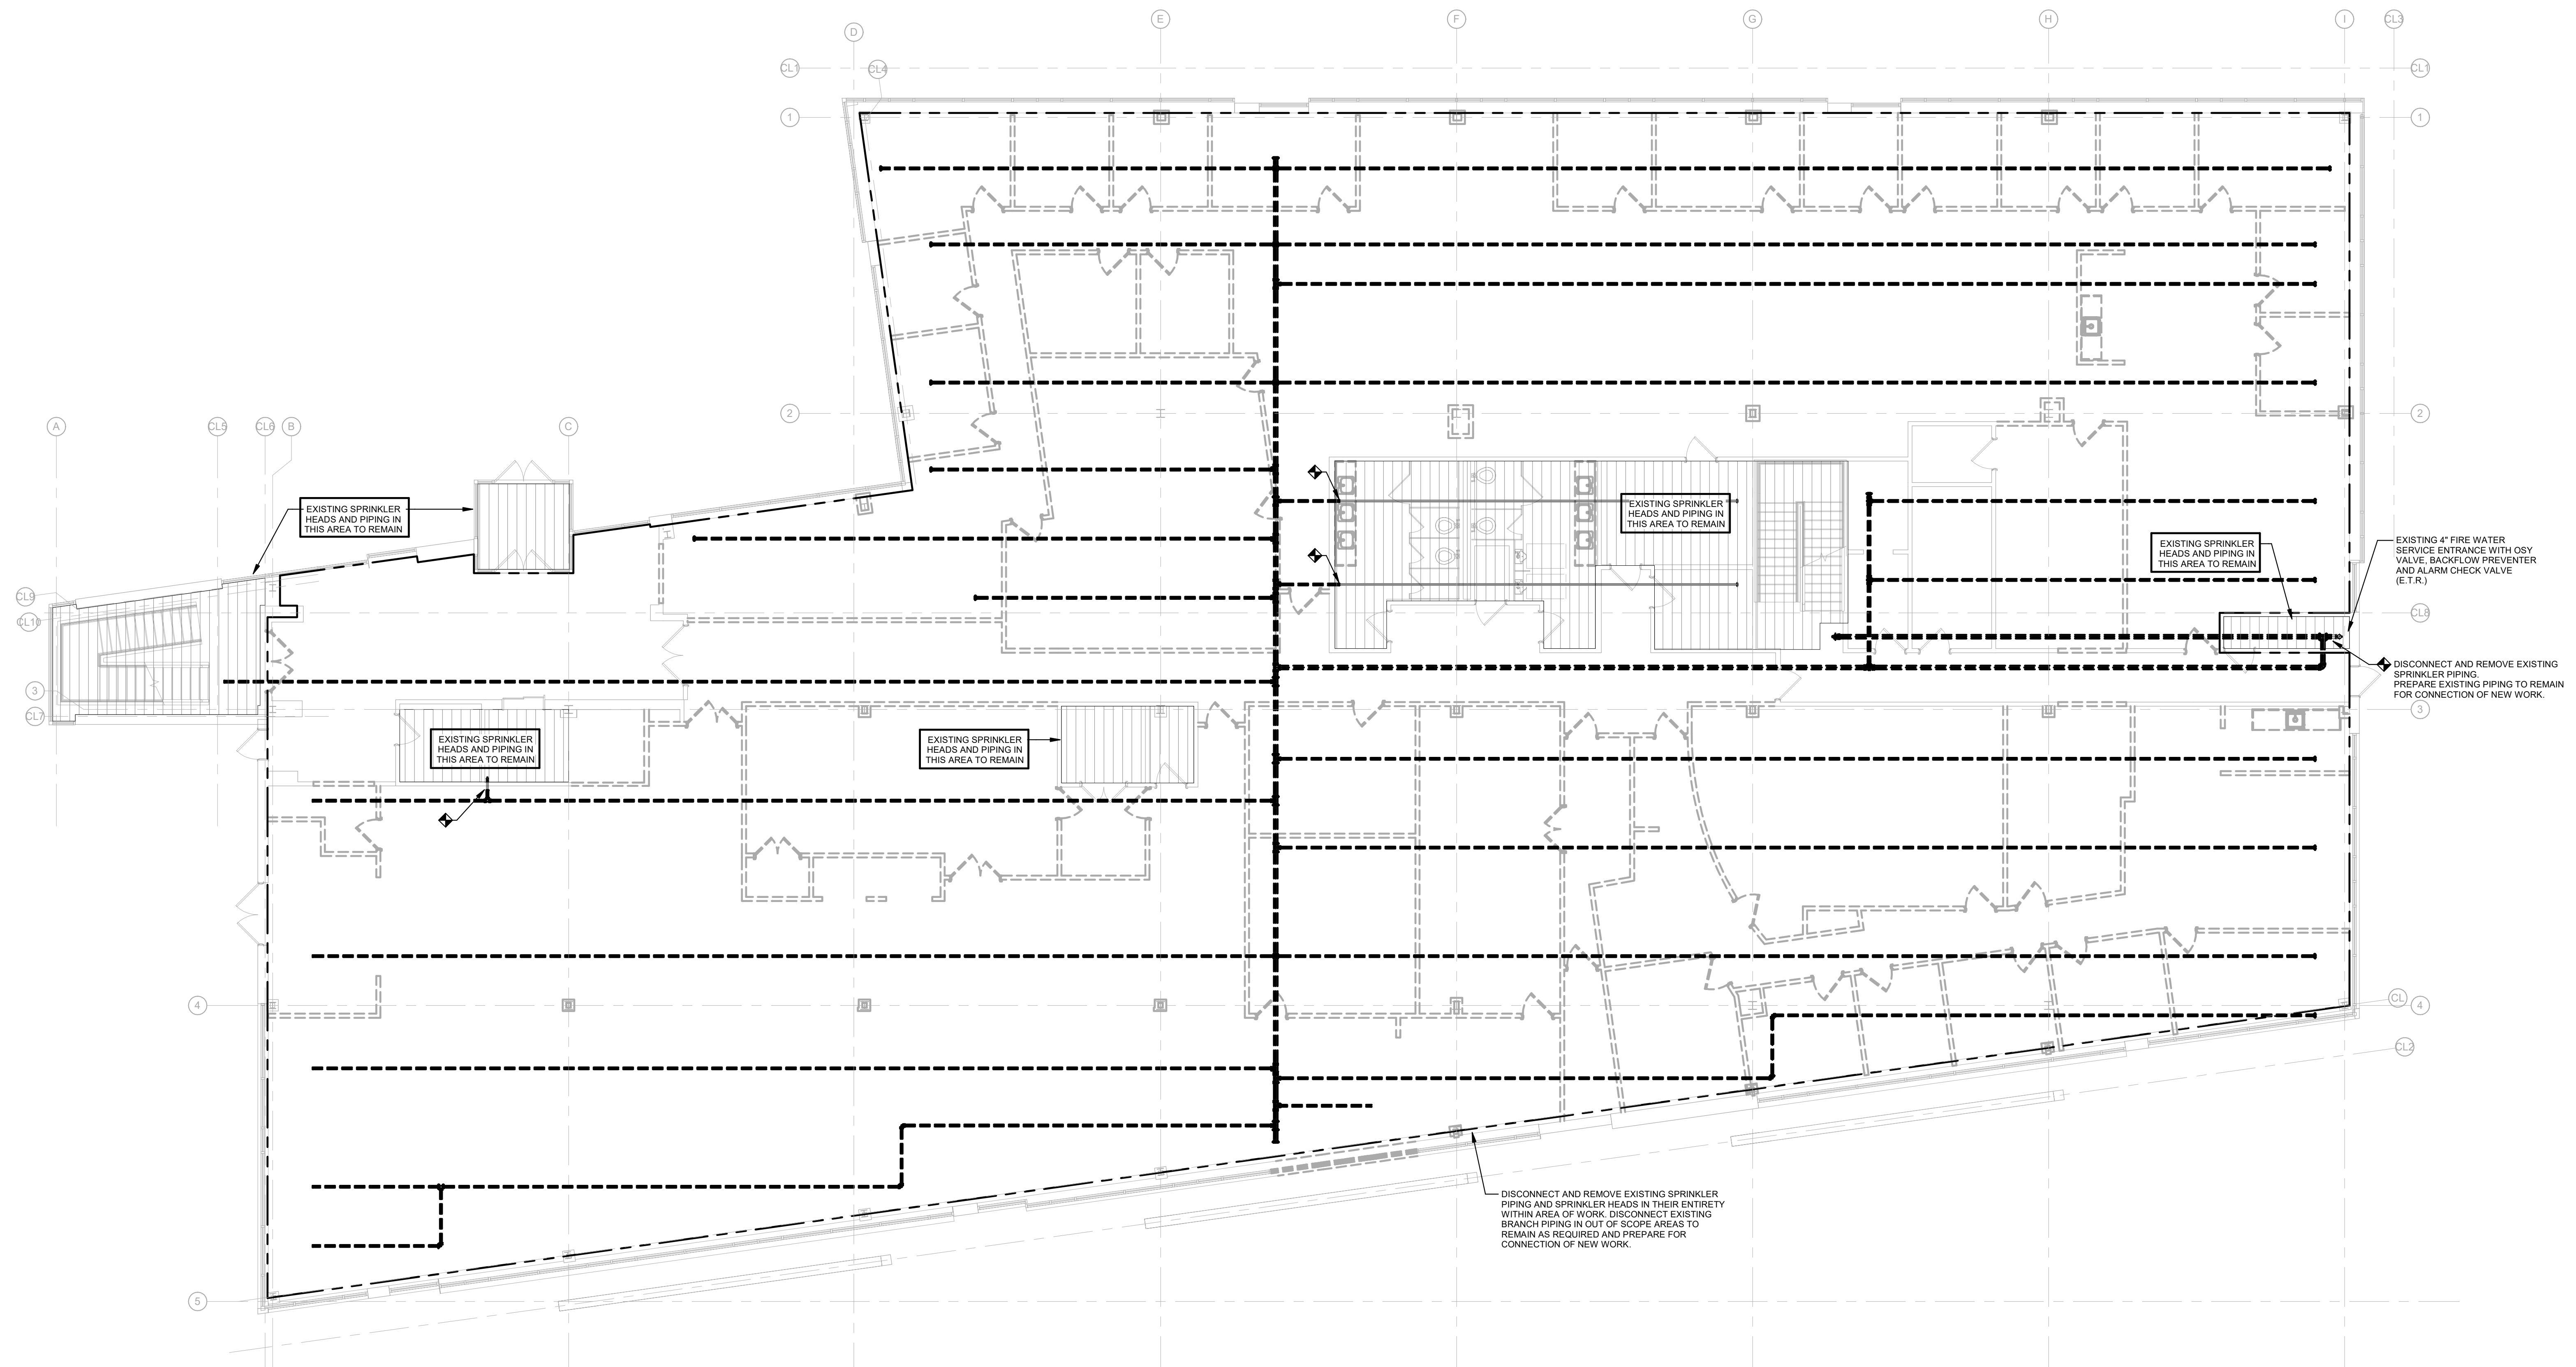 E
F
G
H
I
CL3
D
CL1
CL4
CL1
1
1
2
2
A
CL5
CL6
B
C
EXISTING SPRINKLER
HEADS AND PIPING IN
THIS AREA TO REMAIN
EXISTING SPRINKLER
HEADS AND PIPING IN
THIS AREA TO REMAIN
EXISTING SPRINKLER
HEADS AND PIPING IN
THIS AREA TO REMAIN
EXISTING 4" FIRE WATER
SERVICE ENTRANCE WITH OSY
VALVE, BACKFLOW PREVENTER
AND ALARM CHECK VALVE
(E.T.R.)
CL9
CL10
CL8
DISCONNECT AND REMOVE EXISTING
SPRINKLER PIPING.
PREPARE EXISTING PIPING TO REMAIN
FOR CONNECTION OF NEW WORK.
3
CL7
3
EXISTING SPRINKLER
HEADS AND PIPING IN
THIS AREA TO REMAIN
EXISTING SPRINKLER
HEADS AND PIPING IN
THIS AREA TO REMAIN
CL
4
4
CL2
DISCONNECT AND REMOVE EXISTING SPRINKLER
PIPING AND SPRINKLER HEADS IN THEIR ENTIRETY
WITHIN AREA OF WORK. DISCONNECT EXISTING
BRANCH PIPING IN OUT OF SCOPE AREAS TO
REMAIN AS REQUIRED AND PREPARE FOR
CONNECTION OF NEW WORK.
5